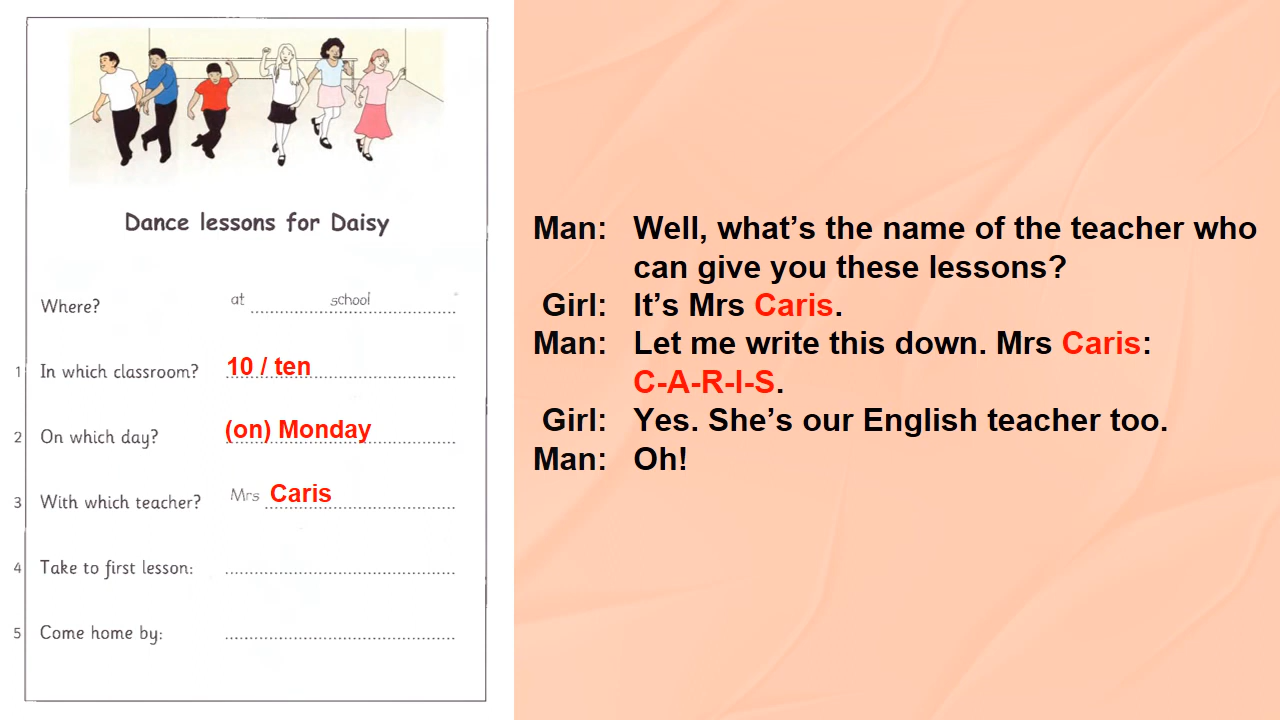 Dance lessons for Daisy
Where? at school
1 In which classroom? 10 / ten
2 On which day? (on) Monday
3 With which teacher? Mrs Caris
4 Take to first lesson:
5 Come home by:
Man: Well, what's the name of the teacher who
can give you these lessons?
Girl: It's Mrs Caris.
Man: Let me write this down. Mrs Caris:
C-A-R-I-S.
Girl: Yes. She's our English teacher too.
Man: Oh!